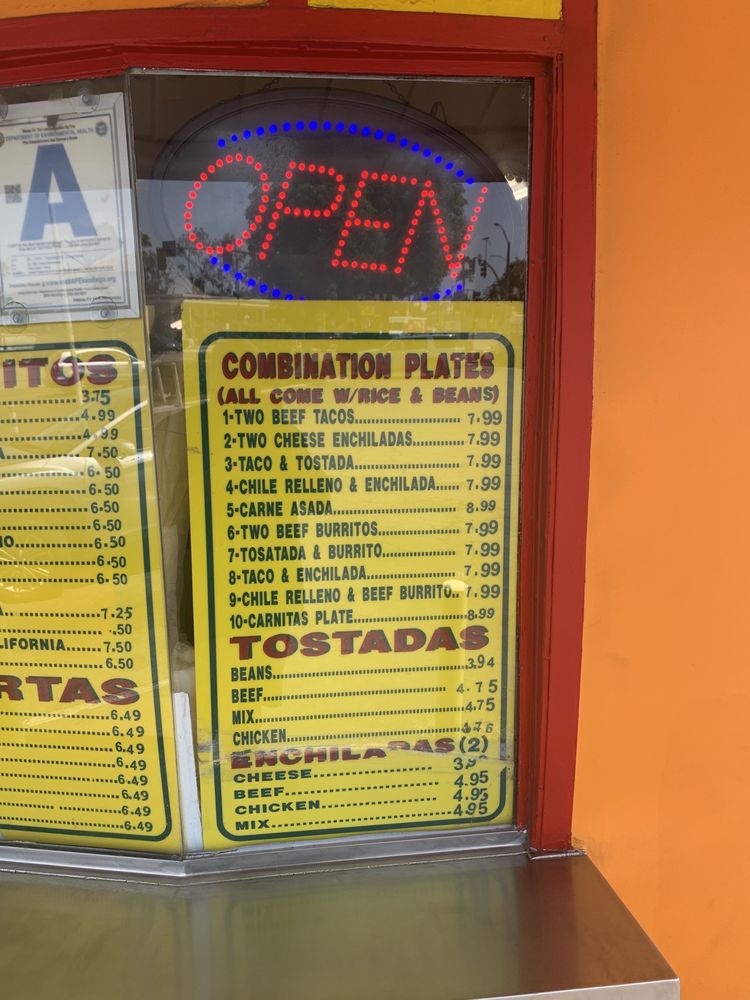 OPEN
DEPARTMENT OF ENVIRONMENTAL HEALTH
A
ITOS
3.75
4.99
4.99
7.50
6.50
6.50
6.50
6.50
6.50
6.50
6.50
7.25
.50
LIFORNIA......7.50
6.50
RTAS
6.49
6.49
6.49
6.49
6.49
6.49
6.49
6.49
COMBINATION PLATES
(ALL COME W/RICE & BEANS)
1-TWO BEEF TACOS 7.99
2-TWO CHEESE ENCHILADAS 7.99
3-TACO & TOSTADA 7.99
4-CHILE RELLENO & ENCHILADA 7.99
5-CARNE ASADA 8.99
6-TWO BEEF BURRITOS 7.99
7-TOSATADA & BURRITO 7.99
8-TACO & ENCHILADA 7.99
9-CHILE RELLENO & BEEF BURRITO 7.99
10-CARNITAS PLATE 8.99
TOSTADAS
BEANS 3.94
BEEF 4.75
MIX 4.75
CHICKEN
ENCHILADAS (2)
CHEESE
BEEF 4.95
CHICKEN 4.95
MIX 4.95